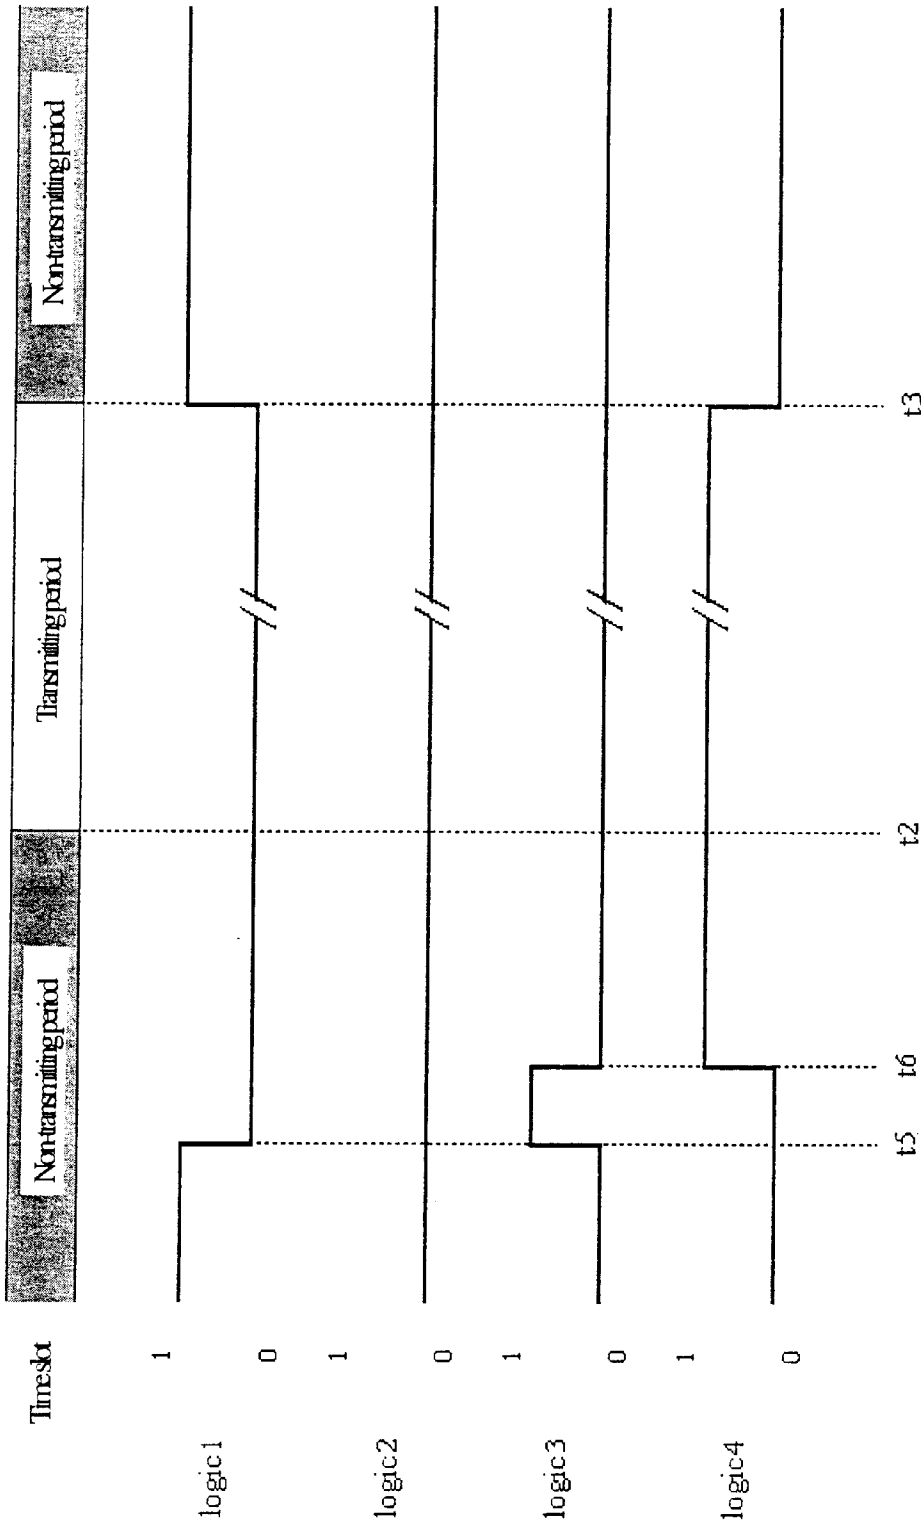 Timeslot
Non-transmitting period
Transmitting period
Non-transmitting period
logic1
1
0
logic2
1
0
logic3
1
0
logic4
1
0
t5
t6
t2
t3